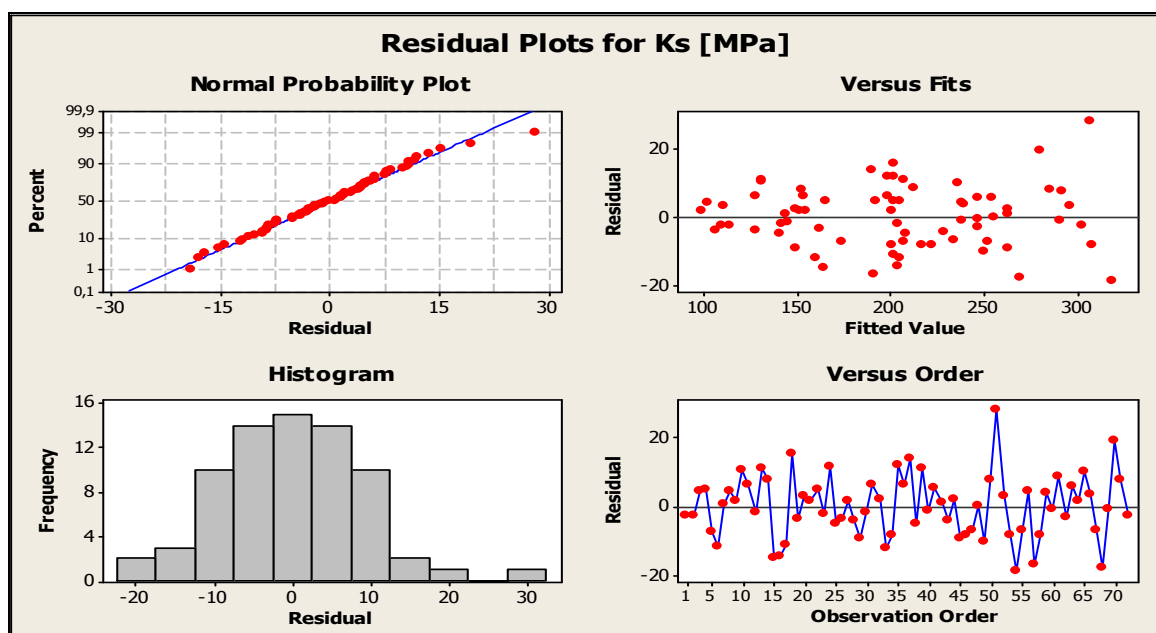 Residual Plots for Ks [MPa]
Normal Probability Plot
99,9
99
90
50
10
1
0,1
Percent
-30 -15 0 15 30
Residual
Versus Fits
20
0
-20
Residual
100 150 200 250 300
Fitted Value
Histogram
16
12
8
4
0
Frequency
-20 -10 0 10 20 30
Residual
Versus Order
20
0
-20
Residual
1 5 10 15 20 25 30 35 40 45 50 55 60 65 70
Observation Order